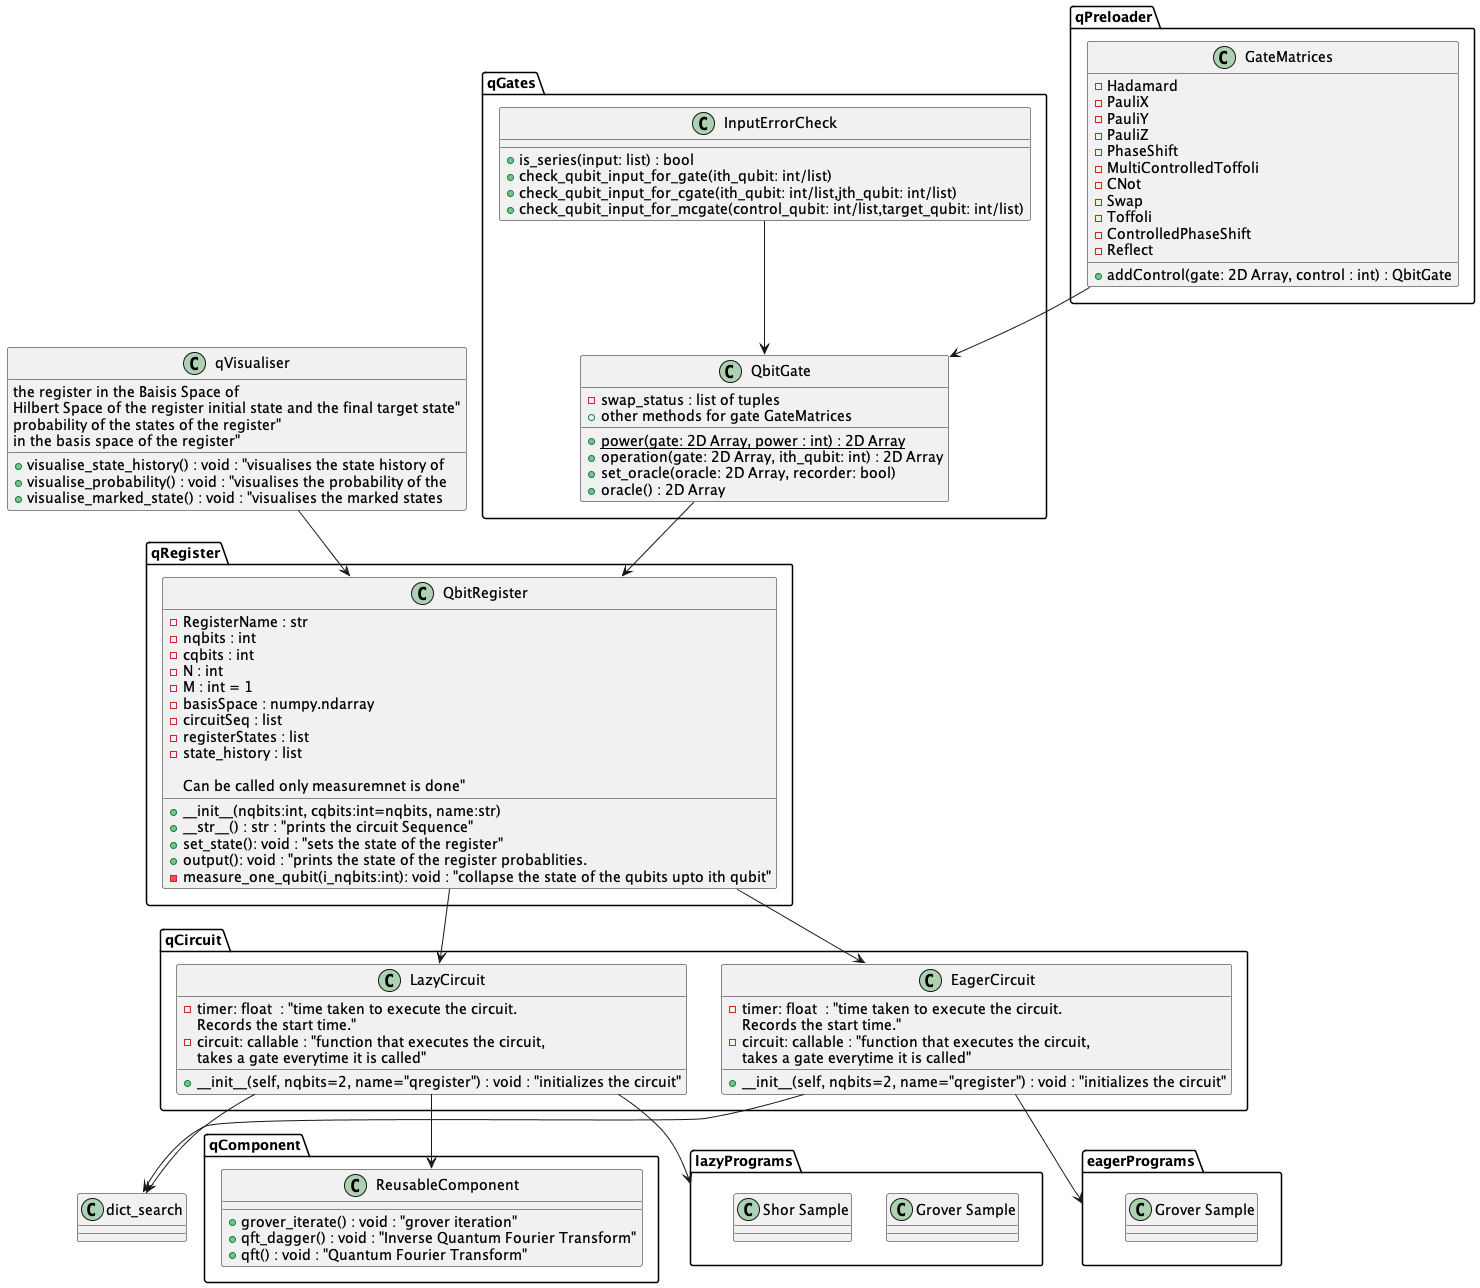 qPreloader
C GateMatrices
Hadamard
PauliX
PauliY
PauliZ
PhaseShift
MultiControlledToffoli
CNot
Swap
Toffoli
ControlledPhaseShift
Reflect
addControl(gate: 2D Array, control : int) : QbitGate
qGates
C InputErrorCheck
is_series(input: list) : bool
check_qubit_input_for_gate(ith_qubit: int/list)
check_qubit_input_for_cgate(ith_qubit: int/list,jth_qubit: int/list)
check_qubit_input_for_mcgate(control_qubit: int/list,target_qubit: int/list)
C QbitGate
swap_status : list of tuples
other methods for gate GateMatrices
power(gate: 2D Array, power : int) : 2D Array
operation(gate: 2D Array, ith_qubit: int) : 2D Array
set_oracle(oracle: 2D Array, recorder: bool)
oracle() : 2D Array
C qVisualiser
the register in the Baisis Space of
Hilbert Space of the register initial state and the final target state"
probability of the states of the register"
in the basis space of the register"
visualise_state_history() : void : "visualises the state history of
visualise_probability() : void : "visualises the probability of the
visualise_marked_state() : void : "visualises the marked states
qRegister
C QbitRegister
RegisterName : str
nqbits : int
cqbits : int
N : int
M : int = 1
basisSpace : numpy.ndarray
circuitSeq : list
registerStates : list
state_history : list
Can be called only measuremnet is done"
__init__(nqbits:int, cqbits:int=nqbits, name:str)
__str__() : str : "prints the circuit Sequence"
set_state(): void : "sets the state of the register"
output(): void : "prints the state of the register probablities.
measure_one_qubit(i_nqbits:int): void : "collapse the state of the qubits upto ith qubit"
qCircuit
C LazyCircuit
timer: float  : "time taken to execute the circuit.
Records the start time."
circuit: callable : "function that executes the circuit,
takes a gate everytime it is called"
__init__(self, nqbits=2, name="qregister") : void : "initializes the circuit"
C EagerCircuit
timer: float  : "time taken to execute the circuit.
Records the start time."
circuit: callable : "function that executes the circuit,
takes a gate everytime it is called"
__init__(self, nqbits=2, name="qregister") : void : "initializes the circuit"
C dict_search
qComponent
C ReusableComponent
grover_iterate() : void : "grover iteration"
qft_dagger() : void : "Inverse Quantum Fourier Transform"
qft() : void : "Quantum Fourier Transform"
lazyPrograms
C Shor Sample
C Grover Sample
eagerPrograms
C Grover Sample